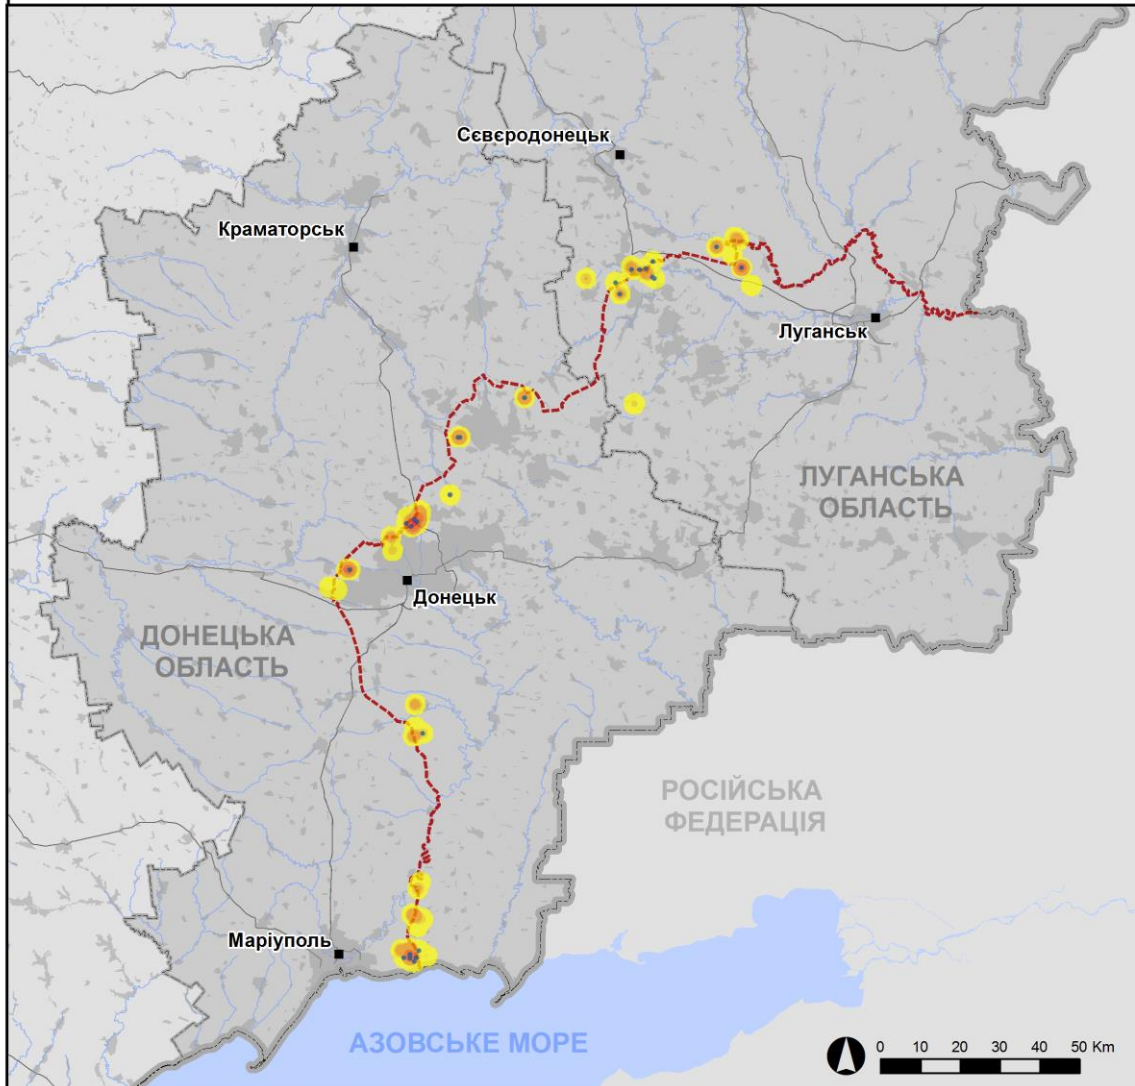 Сєвєродонецьк
Краматорськ
Луганськ
ЛУГАНСЬКА
ОБЛАСТЬ
Донецьк
ДОНЕЦЬКА
ОБЛАСТЬ
РОСІЙСЬКА
ФЕДЕРАЦІЯ
Маріуполь
АЗОВСЬКЕ МОРЕ
0 10 20 30 40 50 Km